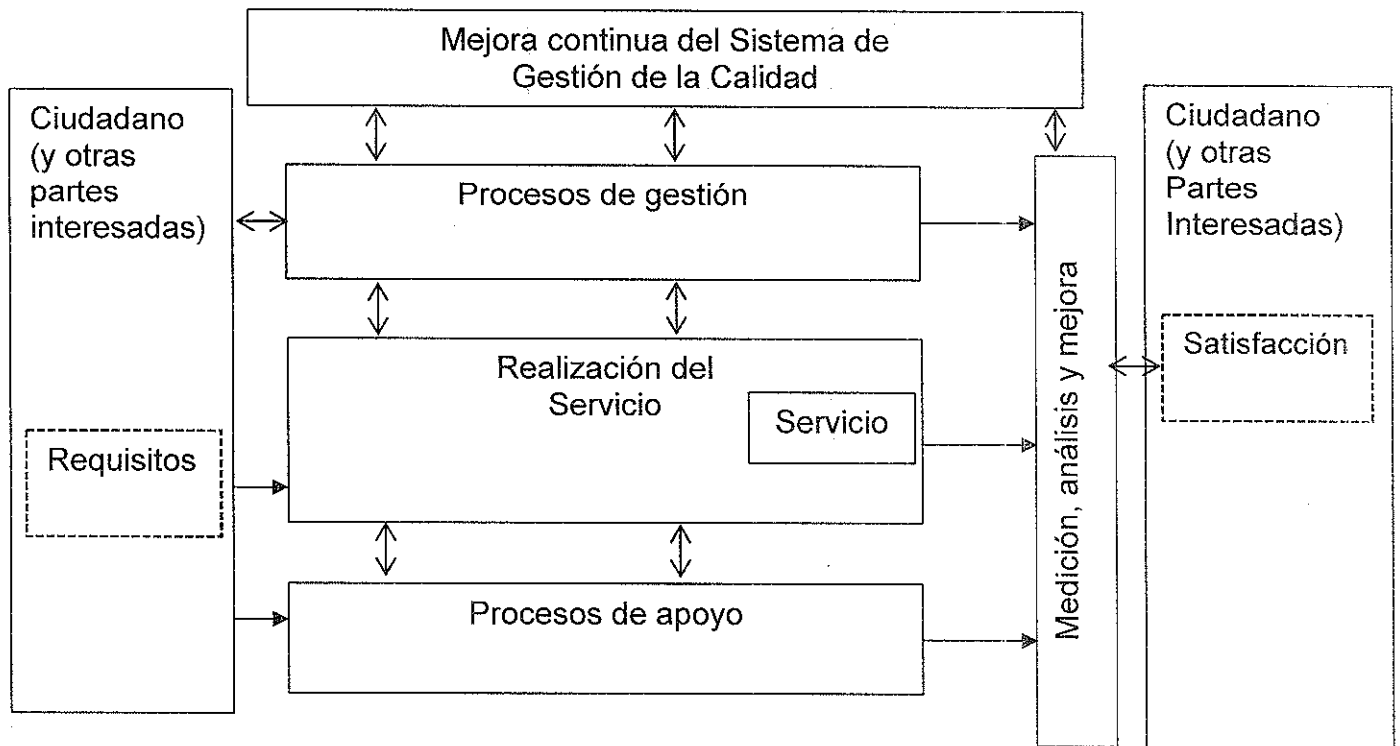 Mejora continua del Sistema de
Gestión de la Calidad
Ciudadano
(y otras
partes
interesadas)
Procesos de gestión
Realización del
Servicio
Servicio
Requisitos
Procesos de apoyo
Medición, análisis y mejora
Ciudadano
(y otras
Partes
Interesadas)
Satisfacción